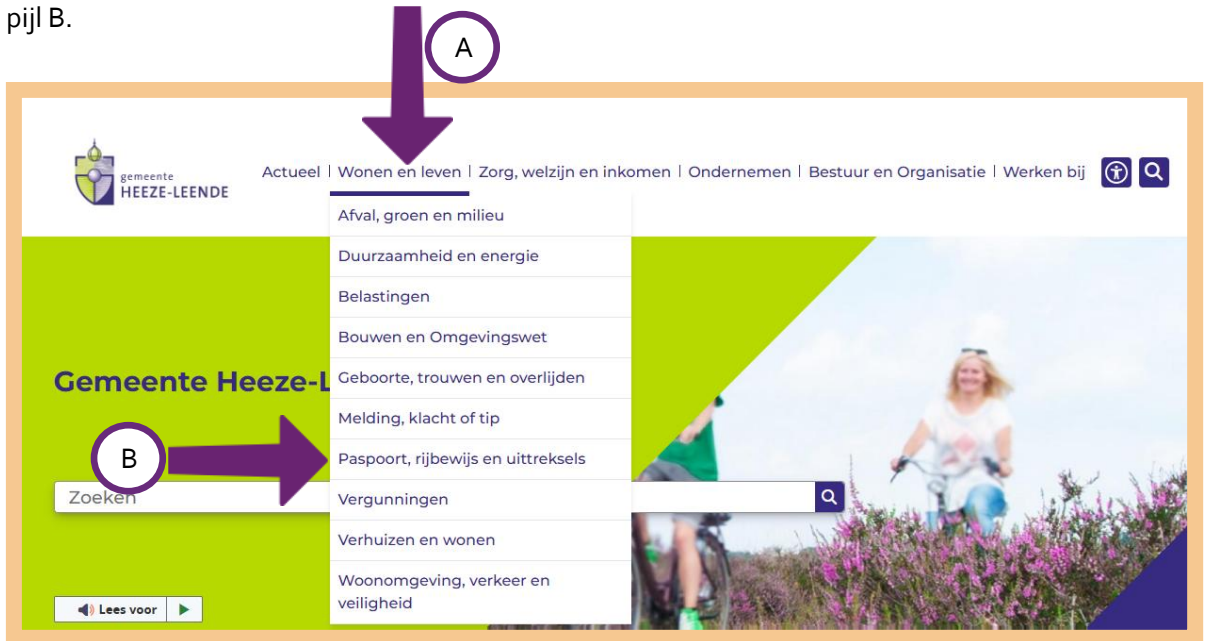 pijl B.
A
gemeente
HEEZE-LEENDE
Actueel | Wonen en leven | Zorg, welzijn en inkomen | Ondernemen | Bestuur en Organisatie | Werken bij
Afval, groen en milieu
Duurzaamheid en energie
Belastingen
Bouwen en Omgevingswet
Gemeente Heeze-L
Geboorte, trouwen en overlijden
Melding, klacht of tip
B
Paspoort, rijbewijs en uittreksels
Zoeken
Vergunningen
Verhuizen en wonen
Woonomgeving, verkeer en
veiligheid
Lees voor